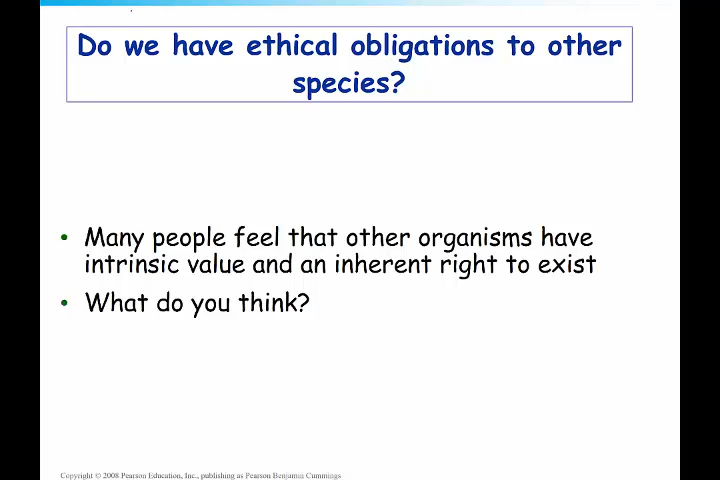 Do we have ethical obligations to other
species?
• Many people feel that other organisms have
intrinsic value and an inherent right to exist
• What do you think?
Copyright © 2008 Pearson Education, Inc., publishing as Pearson Benjamin Cummings